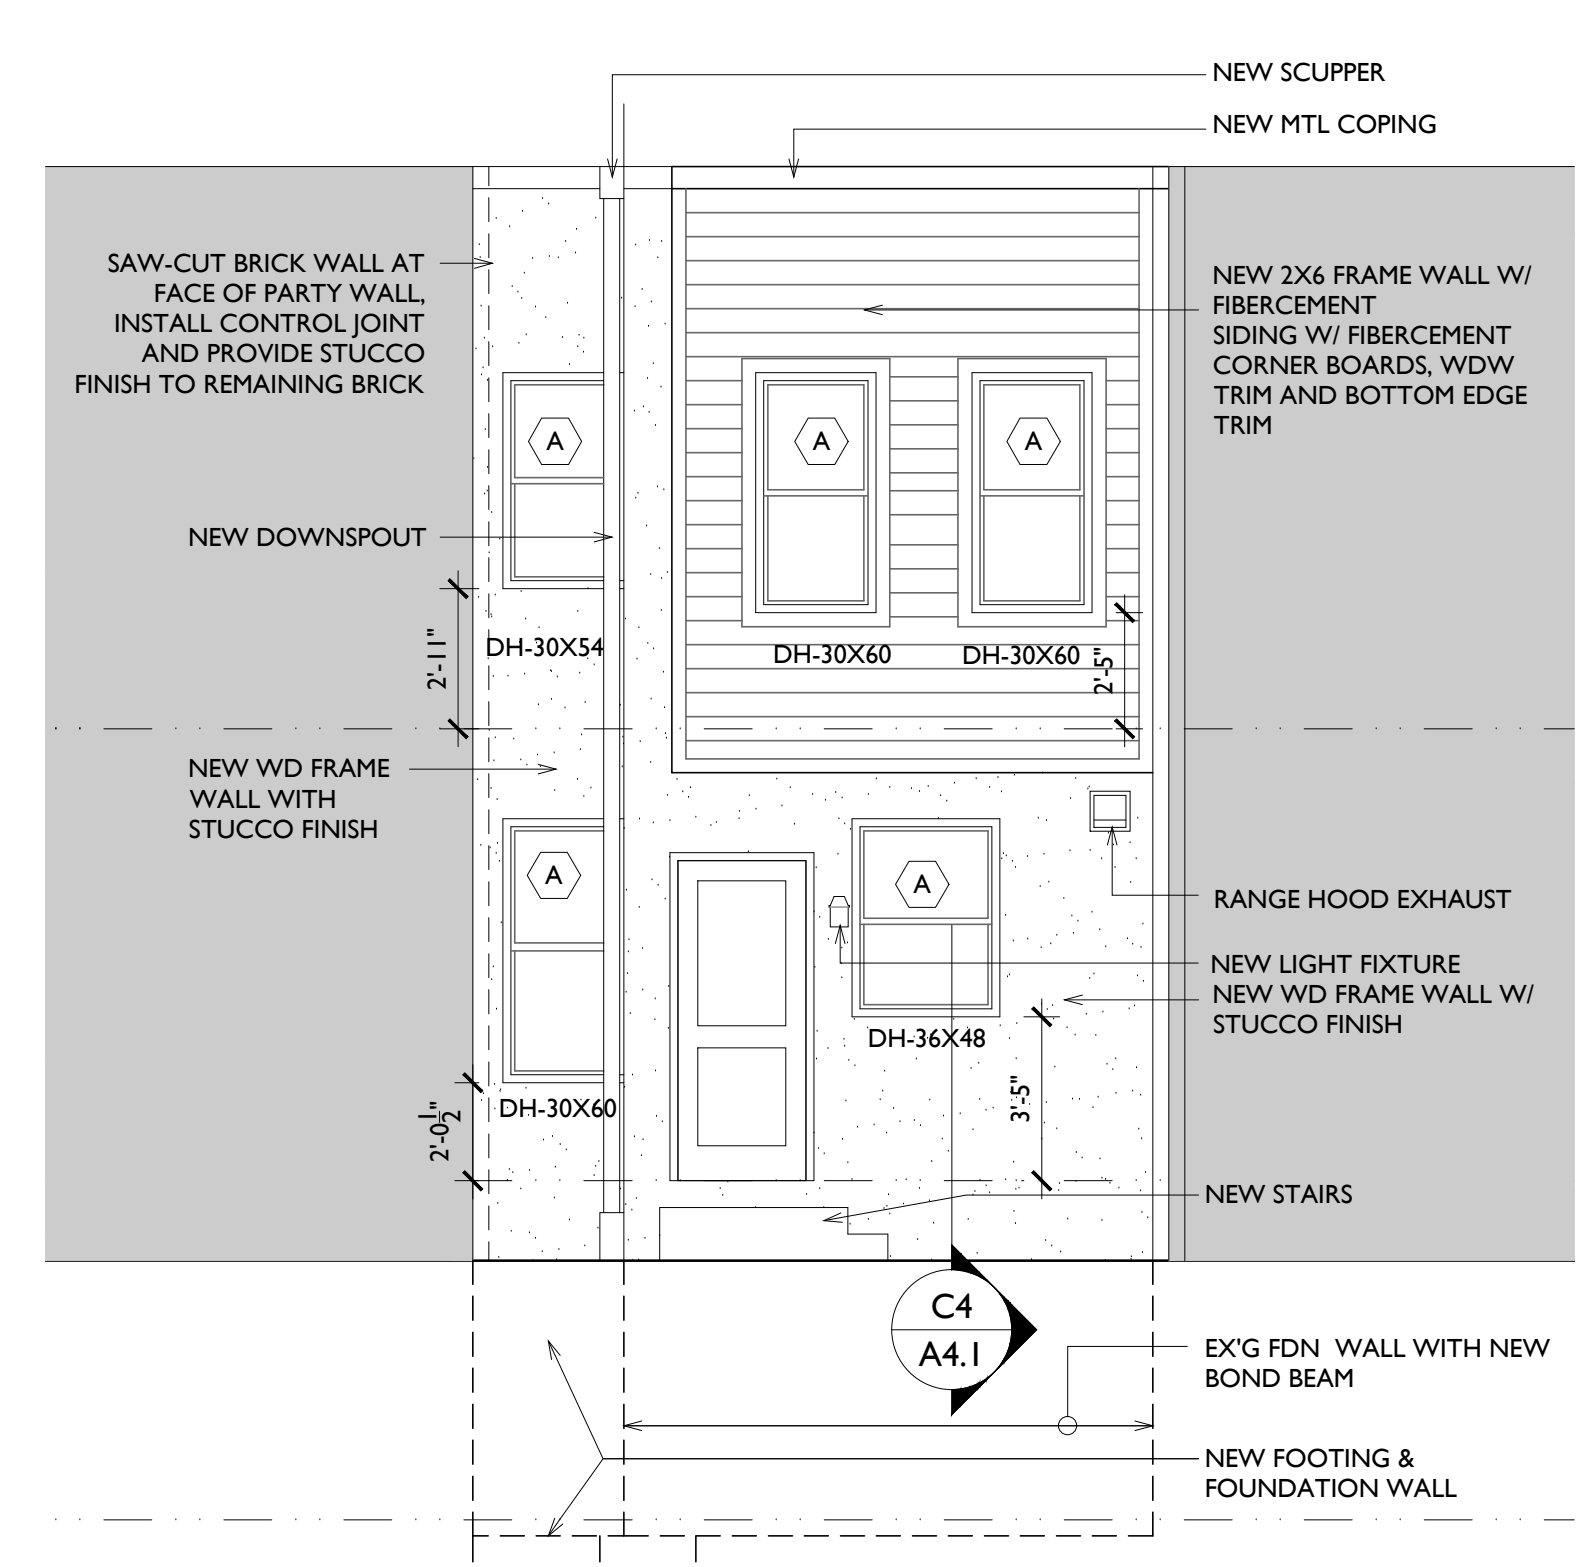 NEW SCUPPER
NEW MTL COPING
SAW-CUT BRICK WALL AT
FACE OF PARTY WALL,
INSTALL CONTROL JOINT
AND PROVIDE STUCCO
FINISH TO REMAINING BRICK
NEW 2X6 FRAME WALL W/
FIBERCEMENT
SIDING W/ FIBERCEMENT
CORNER BOARDS, WDW
TRIM AND BOTTOM EDGE
TRIM
A
A
A
NEW DOWNSPOUT
DH-30X54
DH-30X60
DH-30X60
2'-11"
2'-5"
NEW WD FRAME
WALL WITH
STUCCO FINISH
A
A
RANGE HOOD EXHAUST
NEW LIGHT FIXTURE
NEW WD FRAME WALL W/
STUCCO FINISH
DH-36X48
DH-30X60
2'-0 1/2"
3'-5"
NEW STAIRS
C4
A4.1
EX'G FDN WALL WITH NEW
BOND BEAM
NEW FOOTING &
FOUNDATION WALL